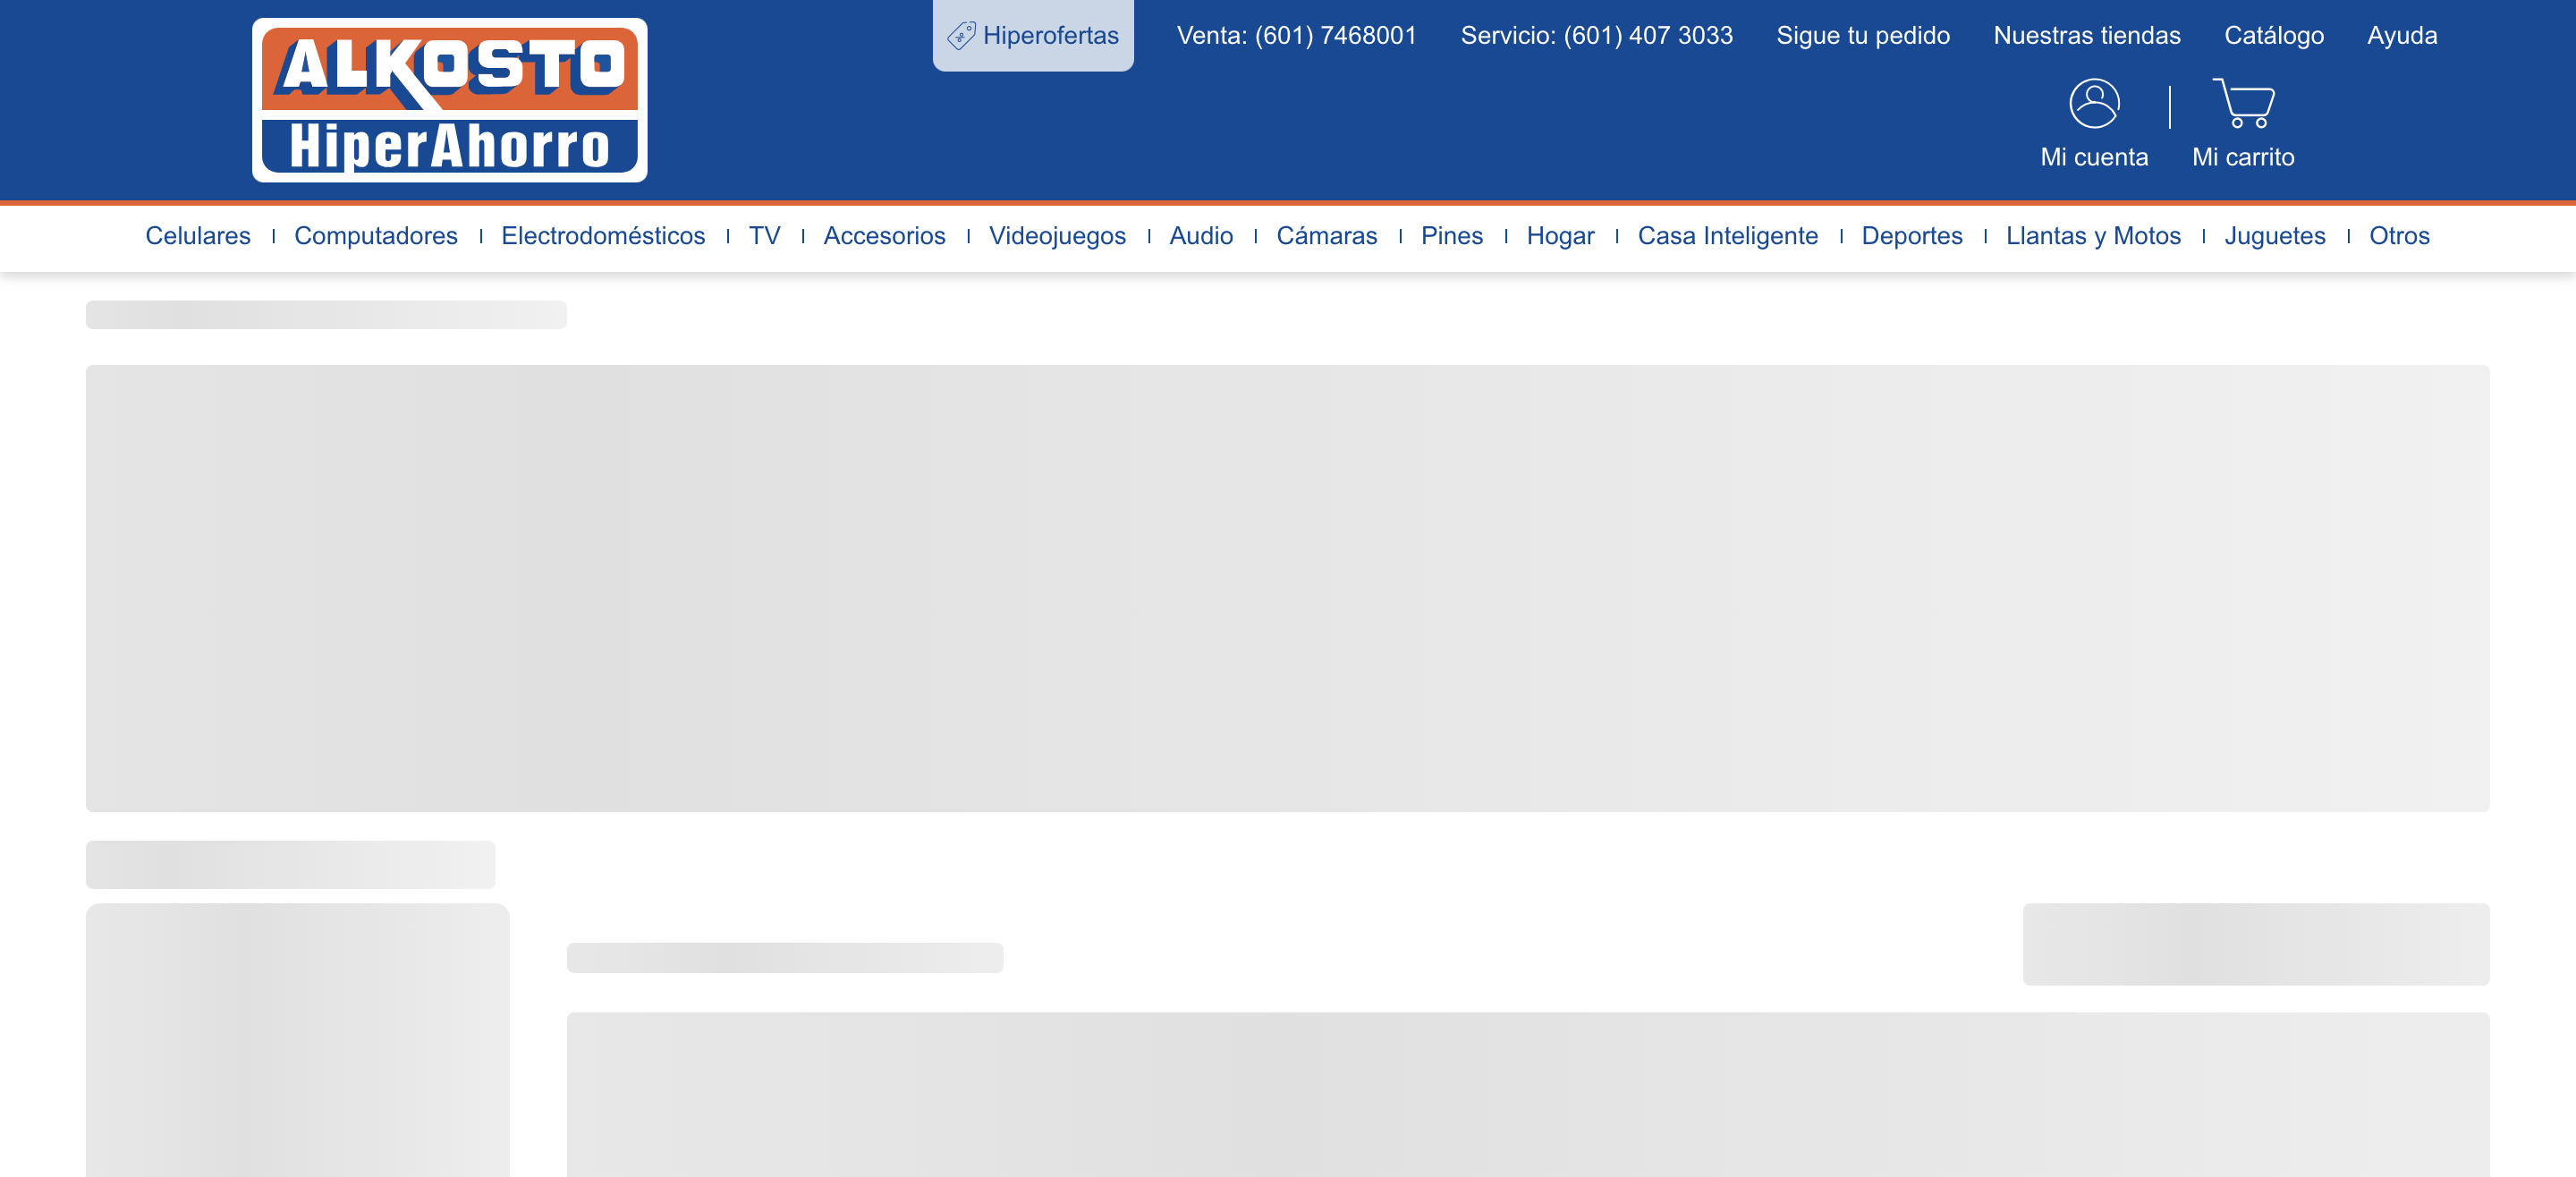 ALKOSTO
HiperAhorro
Hiperofertas
Venta: (601) 7468001
Servicio: (601) 407 3033
Sigue tu pedido
Nuestras tiendas
Catálogo
Ayuda
Mi cuenta
Mi carrito
Celulares
Computadores
Electrodomésticos
TV
Accesorios
Videojuegos
Audio
Cámaras
Pines
Hogar
Casa Inteligente
Deportes
Llantas y Motos
Juguetes
Otros